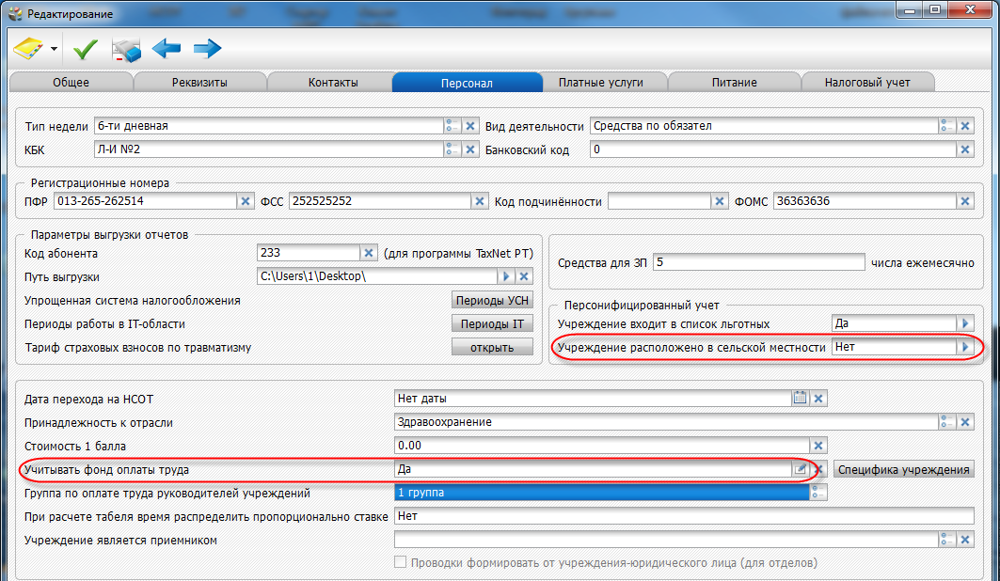 Редактирование
Общее Реквизиты Контакты Персонал Платные услуги Питание Налоговый учет
Тип недели 6-ти дневная Вид деятельности Средства по обязател
КБК Л-И №2 Банковский код 0
Регистрационные номера
ПФР 013-265-262514 ФСС 252525252 Код подчинённости ФОМС 36363636
Параметры выгрузки отчетов
Код абонента 233 (для программы TaxNet РТ)
Путь выгрузки C:\Users\1\Desktop\
Упрощенная система налогообложения Периоды УСН
Периоды работы в IT-области Периоды IT
Тариф страховых взносов по травматизму открыть
Средства для ЗП 5 числа ежемесячно
Персонифицированный учет
Учреждение входит в список льготных Да
Учреждение расположено в сельской местности Нет
Дата перехода на НСОТ Нет даты
Принадлежность к отрасли Здравоохранение
Стоимость 1 балла 0.00
Учитывать фонд оплаты труда Да Специфика учреждения
Группа по оплате труда руководителей учреждений 1 группа
При расчете табеля время распределить пропорционально ставке Нет
Учреждение является приемником
Проводки формировать от учреждения-юридического лица (для отделов)